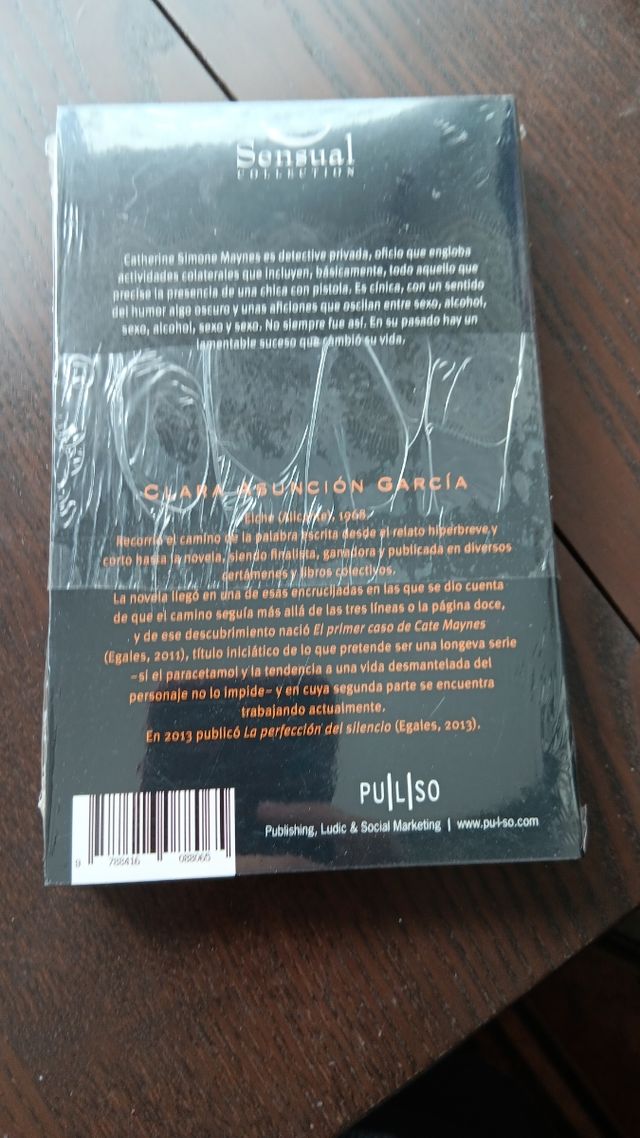 Sensual
COLLECTION
Catherine Simone Maynes es detective privada, oficio que engloba
actividades colaterales que incluyen, básicamente, todo aquello que
precise la presencia de una chica con pistola. Es cínica, con un sentido
del humor algo oscuro y unas aficiones que oscilan entre sexo, alcohol,
sexo, alcohol, sexo y sexo. No siempre fue así. En su pasado hay un
lamentable suceso que cambió su vida.
CLARA ASUNCIÓN GARCÍA
Elche (Alicante), 1968.
Recorrió el camino de la palabra escrita desde el relato hiperbreve y
corto hasta la novela, siendo finalista, ganadora y publicada en diversos
certámenes y libros colectivos.
La novela llegó en una de esas encrucijadas en las que se dio cuenta
de que el camino seguía más allá de las tres líneas o la página doce,
y de ese descubrimiento nació El primer caso de Cate Maynes
(Egales, 2011), título iniciático de lo que pretende ser una longeva serie
–si el paracetamol y la tendencia a una vida desmantelada del
personaje no lo impide– y en cuya segunda parte se encuentra
trabajando actualmente.
En 2013 publicó La perfección del silencio (Egales, 2013).
PU|L|SO
Publishing, Ludic & Social Marketing | www.pu-l-so.com
9 788416 088065